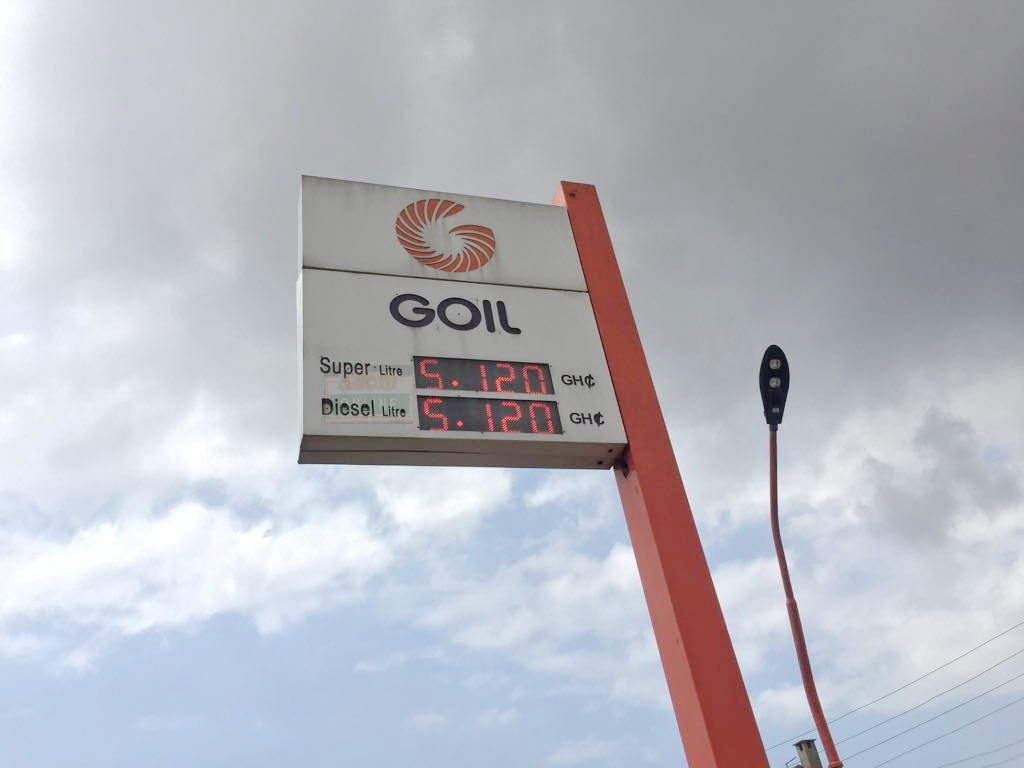 GOIL
Super Litre 5.120 GH₵
Diesel Litre 5.120 GH₵